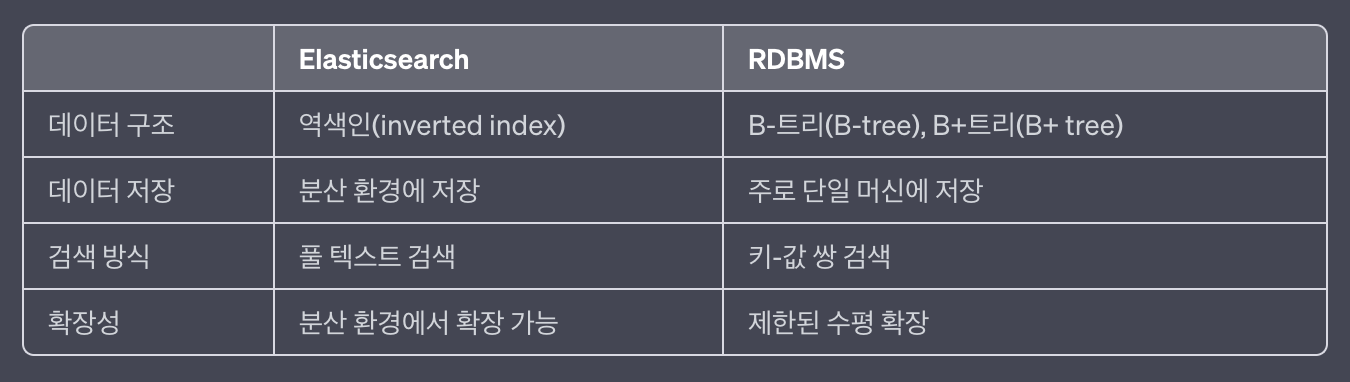 Elasticsearch RDBMS
데이터 구조 역색인(inverted index) B-트리(B-tree), B+트리(B+ tree)
데이터 저장 분산 환경에 저장 주로 단일 머신에 저장
검색 방식 풀 텍스트 검색 키-값 쌍 검색
확장성 분산 환경에서 확장 가능 제한된 수평 확장